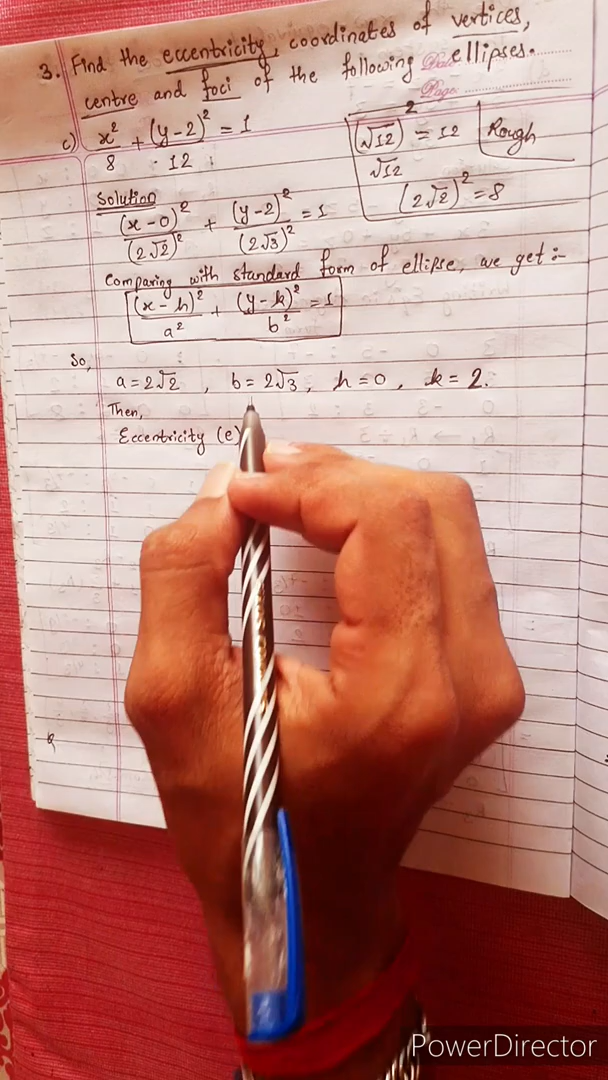 3. Find the eccentricity, coordinates of vertices,
centre and foci of the following ellipses.
Page:
c) x²/8 + (y-2)²/12 = 1
(√12)² = 12
√12
(2√2)² = 8
Rough
Solution
(x-0)²/(2√2)² + (y-2)²/(2√3)² = 1
Comparing with standard form of ellipse, we get :-
(x-h)²/a² + (y-k)²/b² = 1
So,
a = 2√2 , b = 2√3, h = 0 , k = 2.
Then,
Eccentricity (e)
PowerDirector